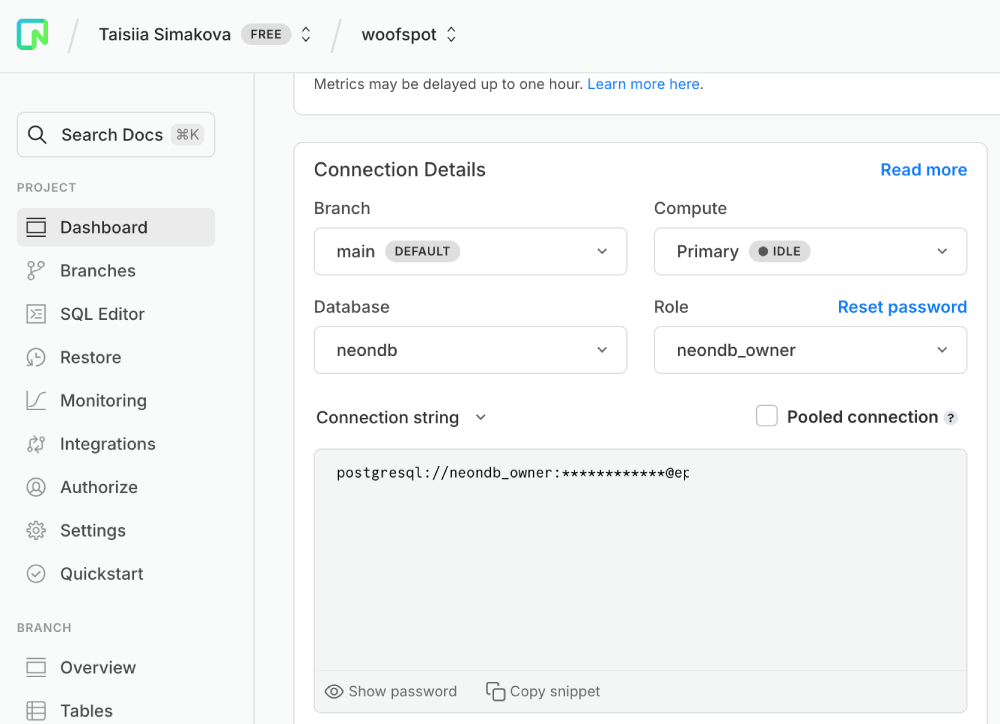 Taisiia Simakova FREE woofspot
Metrics may be delayed up to one hour. Learn more here.
Search Docs ⌘K
PROJECT
Dashboard
Branches
SQL Editor
Restore
Monitoring
Integrations
Authorize
Settings
Quickstart
BRANCH
Overview
Tables
Connection Details Read more
Branch Compute
main DEFAULT Primary IDLE
Database Role Reset password
neondb neondb_owner
Connection string Pooled connection ?
postgresql://neondb_owner:************@ep
Show password Copy snippet